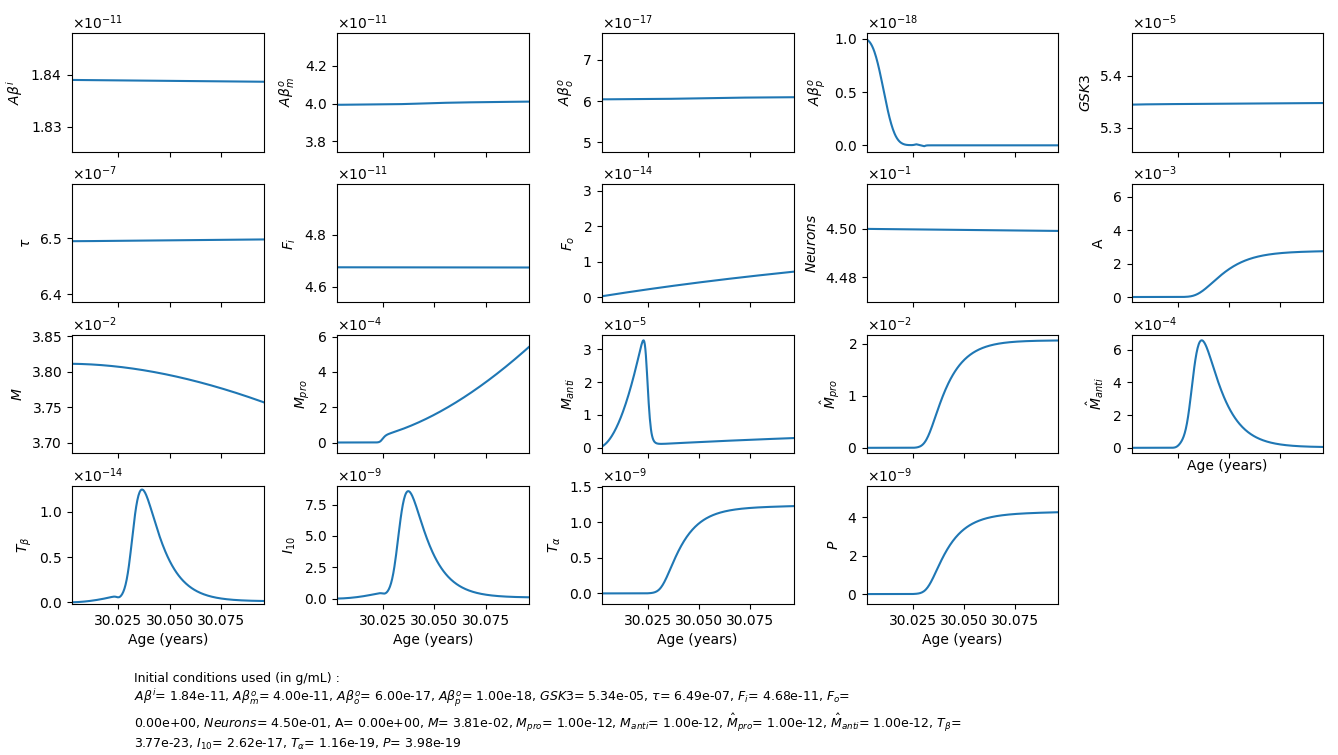 ×10⁻¹¹ ×10⁻¹¹ ×10⁻¹⁷ ×10⁻¹⁸ ×10⁻⁵
Aβⁱ 1.84 1.83
Aβₘᵒ 4.2 4.0 3.8
Aβₒᵒ 7 6 5
Aβₚᵒ 1.0 0.5 0.0
GSK3 5.4 5.3
×10⁻⁷ ×10⁻¹¹ ×10⁻¹⁴ ×10⁻¹ ×10⁻³
τ 6.5 6.4
Fᵢ 4.8 4.6
Fₒ 3 2 1 0
Neurons 4.50 4.48
A 6 4 2 0
×10⁻² ×10⁻⁴ ×10⁻⁵ ×10⁻² ×10⁻⁴
M 3.85 3.80 3.75 3.70
M_pro 6 4 2 0
M_anti 3 2 1 0
M̂_pro 2 1 0
M̂_anti 6 4 2 0
Age (years)
×10⁻¹⁴ ×10⁻⁹ ×10⁻⁹ ×10⁻⁹
T_β 1.0 0.5 0.0
I₁₀ 7.5 5.0 2.5 0.0
T_α 1.5 1.0 0.5 0.0
P 4 2 0
30.025 30.050 30.075 30.025 30.050 30.075 30.025 30.050 30.075 30.025 30.050 30.075
Age (years) Age (years) Age (years) Age (years)
Initial conditions used (in g/mL) :
Aβⁱ= 1.84e-11, Aβₘᵒ= 4.00e-11, Aβₒᵒ= 6.00e-17, Aβₚᵒ= 1.00e-18, GSK3= 5.34e-05, τ= 6.49e-07, Fᵢ= 4.68e-11, Fₒ=
0.00e+00, Neurons= 4.50e-01, A= 0.00e+00, M= 3.81e-02, M_pro= 1.00e-12, M_anti= 1.00e-12, M̂_pro= 1.00e-12, M̂_anti= 1.00e-12, T_β=
3.77e-23, I₁₀= 2.62e-17, T_α= 1.16e-19, P= 3.98e-19